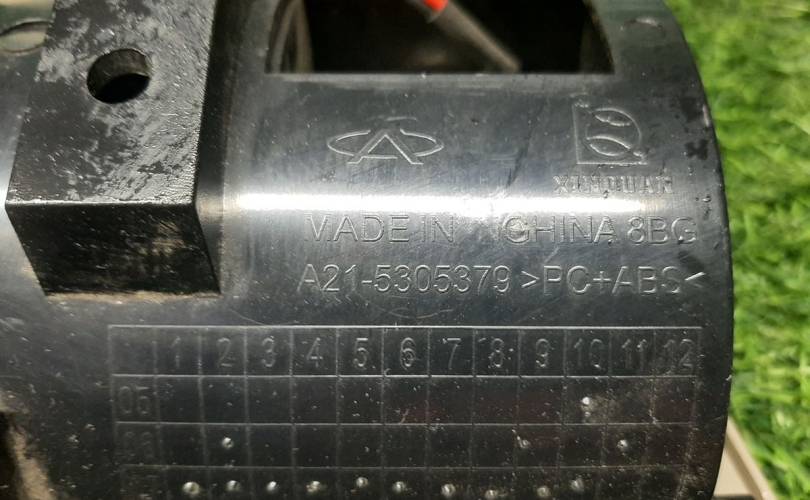 XINQUAN
MADE IN CHINA 8BG
A21-5305379 >PC+ABS<
1 2 3 4 5 6 7 8 9 10 11 12
05
06